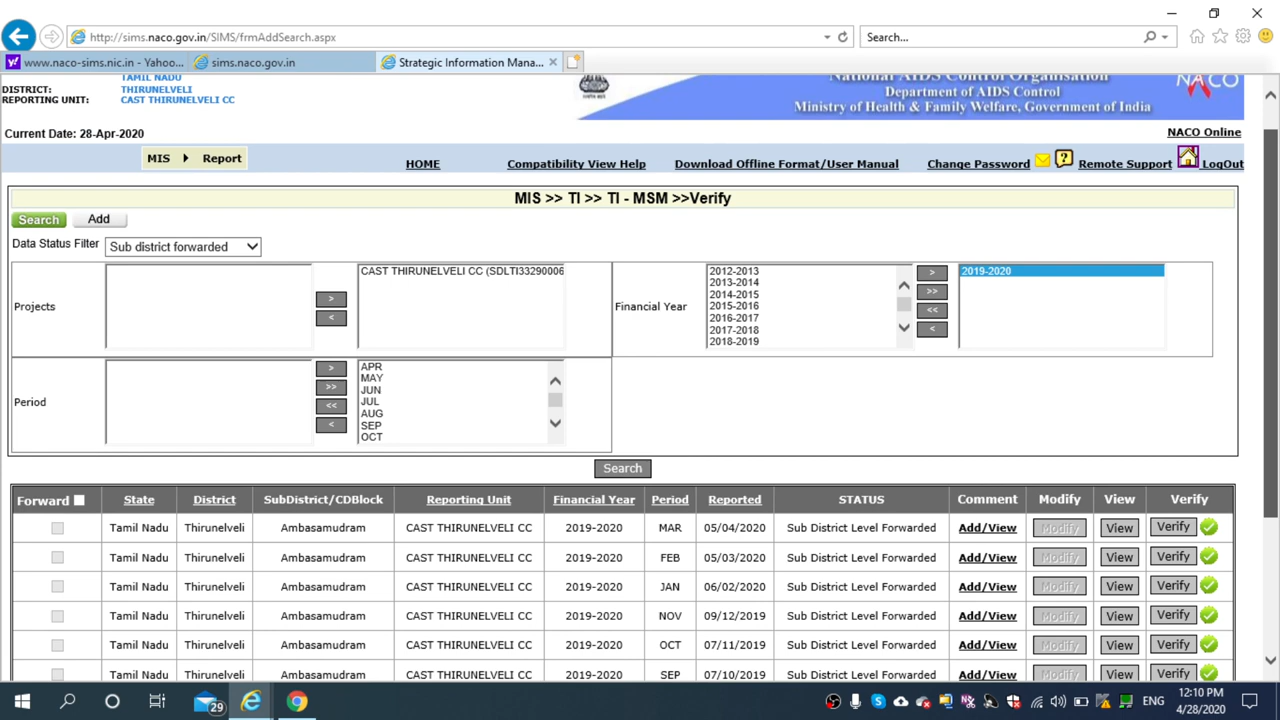 http://sims.naco.gov.in/SIMS/frmAddSearch.aspx
Search...
www.naco-sims.nic.in - Yahoo...
sims.naco.gov.in
Strategic Information Mana...
TAMIL NADU
DISTRICT: THIRUNELVELI
REPORTING UNIT: CAST THIRUNELVELI CC
National AIDS Control Organisation
Department of AIDS Control
Ministry of Health & Family Welfare, Government of India
NACO
Current Date: 28-Apr-2020
NACO Online
MIS Report HOME Compatibility View Help Download Offline Format/User Manual Change Password Remote Support LogOut
MIS >> TI >> TI - MSM >>Verify
Search Add
Data Status Filter Sub district forwarded
Projects
CAST THIRUNELVELI CC (SDLTI33290006
> 
<
Financial Year
2012-2013
2013-2014
2014-2015
2015-2016
2016-2017
2017-2018
2018-2019
>
>>
<<
<
2019-2020
Period
>
>>
<<
<
APR
MAY
JUN
JUL
AUG
SEP
OCT
Search
Forward State District SubDistrict/CDBlock Reporting Unit Financial Year Period Reported STATUS Comment Modify View Verify
Tamil Nadu Thirunelveli Ambasamudram CAST THIRUNELVELI CC 2019-2020 MAR 05/04/2020 Sub District Level Forwarded Add/View Modify View Verify
Tamil Nadu Thirunelveli Ambasamudram CAST THIRUNELVELI CC 2019-2020 FEB 05/03/2020 Sub District Level Forwarded Add/View Modify View Verify
Tamil Nadu Thirunelveli Ambasamudram CAST THIRUNELVELI CC 2019-2020 JAN 06/02/2020 Sub District Level Forwarded Add/View Modify View Verify
Tamil Nadu Thirunelveli Ambasamudram CAST THIRUNELVELI CC 2019-2020 NOV 09/12/2019 Sub District Level Forwarded Add/View Modify View Verify
Tamil Nadu Thirunelveli Ambasamudram CAST THIRUNELVELI CC 2019-2020 OCT 07/11/2019 Sub District Level Forwarded Add/View Modify View Verify
Tamil Nadu Thirunelveli Ambasamudram CAST THIRUNELVELI CC 2019-2020 SEP 07/10/2019 Sub District Level Forwarded Add/View Modify View Verify
29
ENG
12:10 PM
4/28/2020